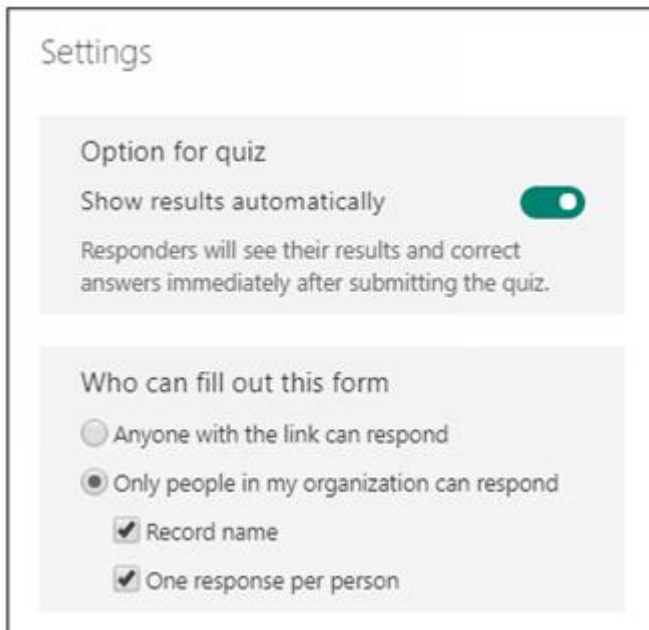 Settings
Option for quiz
Show results automatically
Responders will see their results and correct
answers immediately after submitting the quiz.
Who can fill out this form
Anyone with the link can respond
Only people in my organization can respond
Record name
One response per person